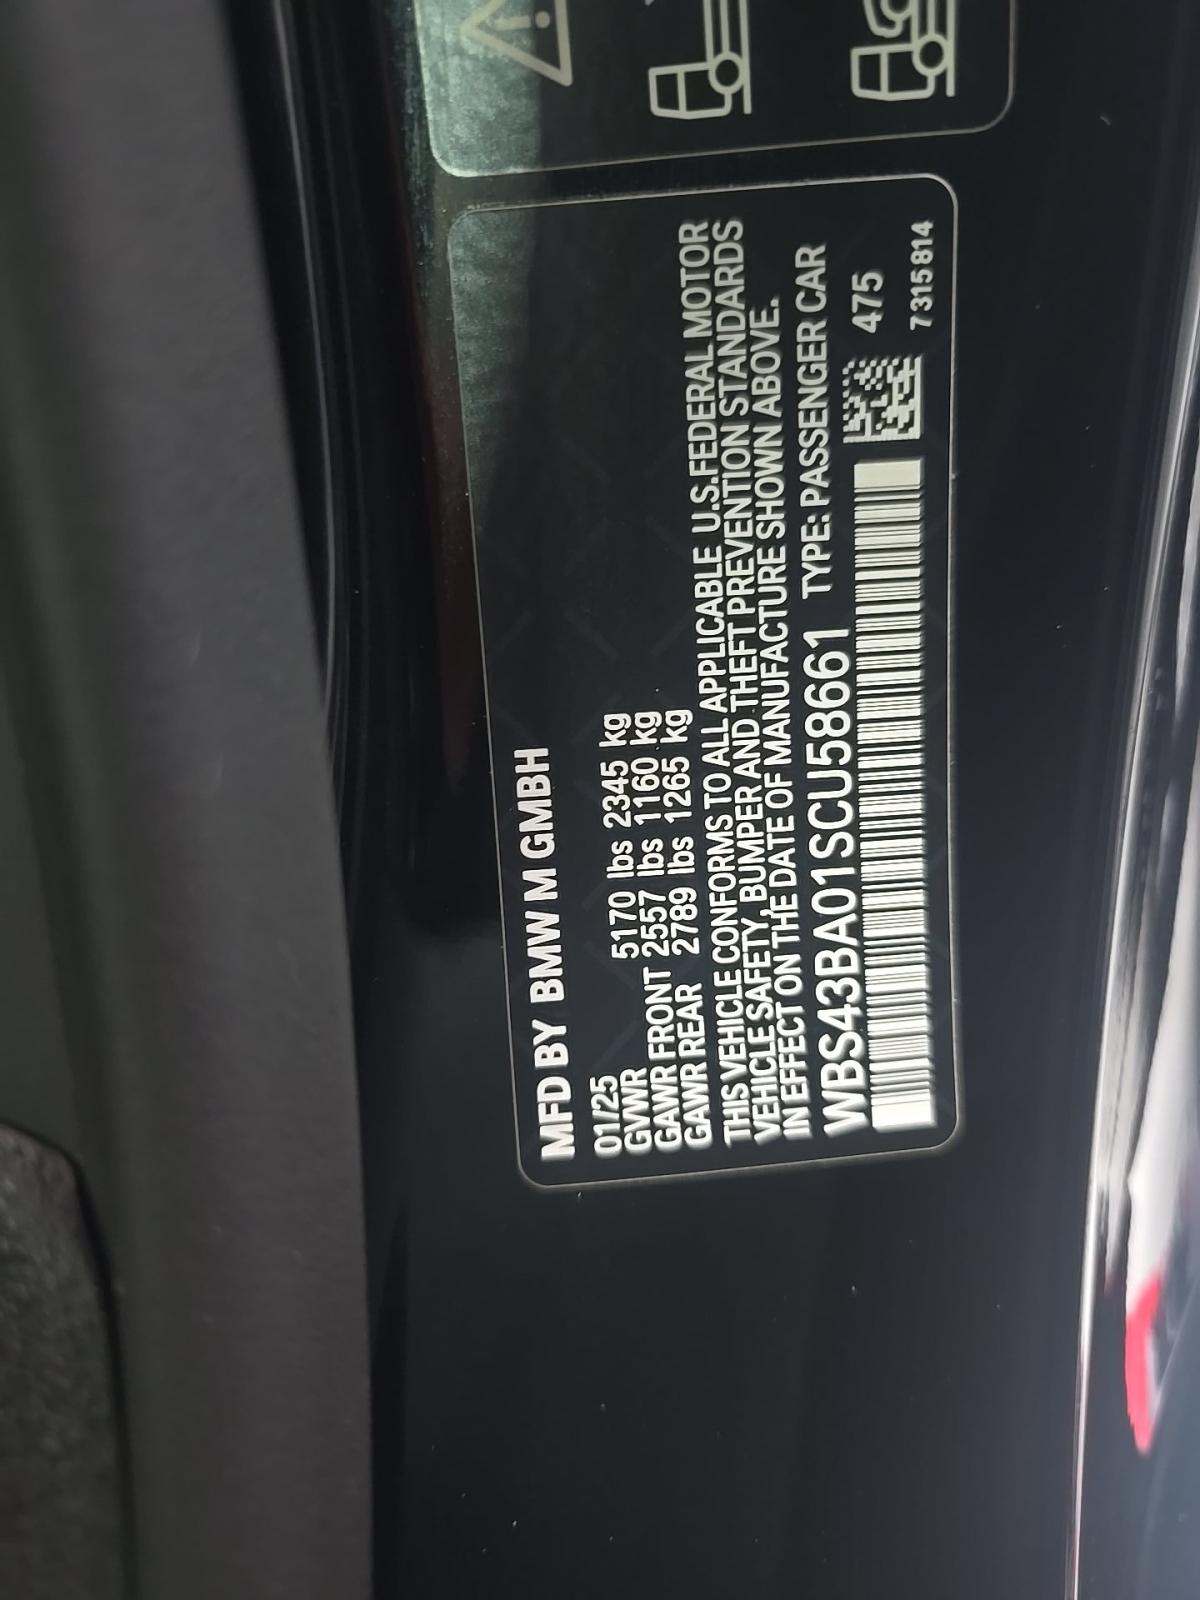 MFD BY BMW M GMBH
01/25
GVWR 5170 lbs 2345 kg
GAWR FRONT 2557 lbs 1160 kg
GAWR REAR 2789 lbs 1265 kg
THIS VEHICLE CONFORMS TO ALL APPLICABLE U.S.FEDERAL MOTOR
VEHICLE SAFETY, BUMPER AND THEFT PREVENTION STANDARDS
IN EFFECT ON THE DATE OF MANUFACTURE SHOWN ABOVE.
WBS43BA01SCU58661 TYPE: PASSENGER CAR
475
7315814